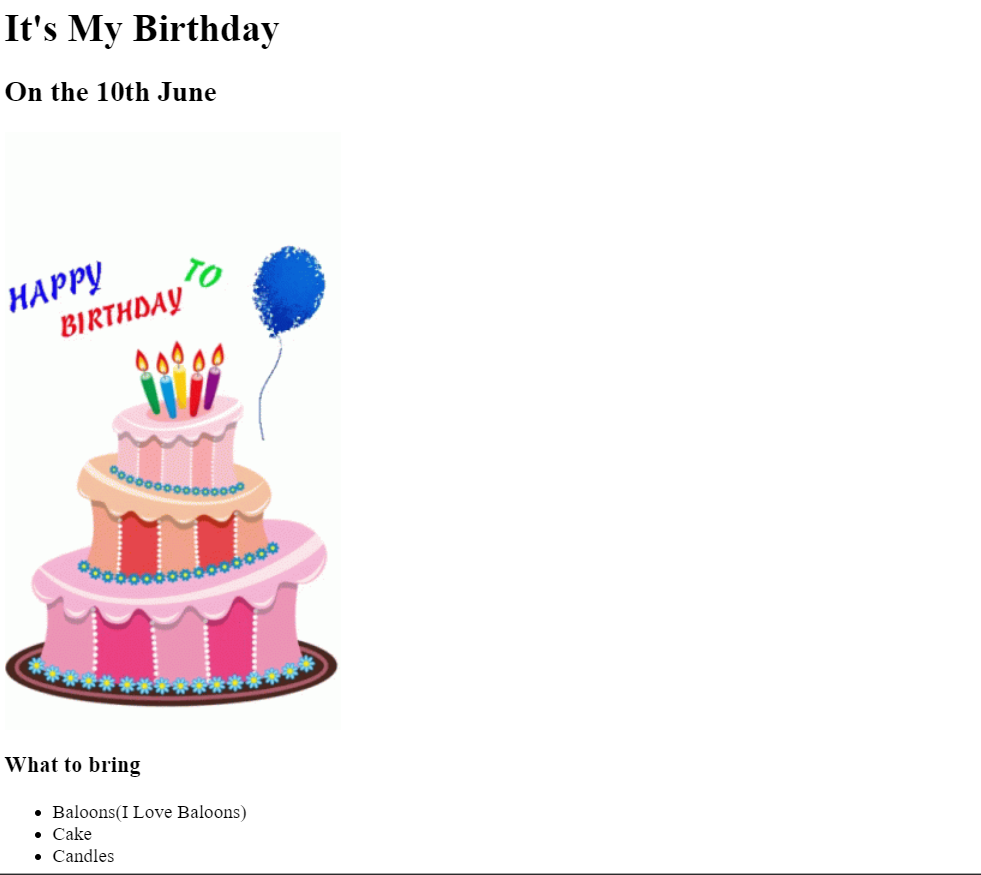 It's My Birthday
On the 10th June
HAPPY
BIRTHDAY
TO
What to bring
Baloons(I Love Baloons)
Cake
Candles